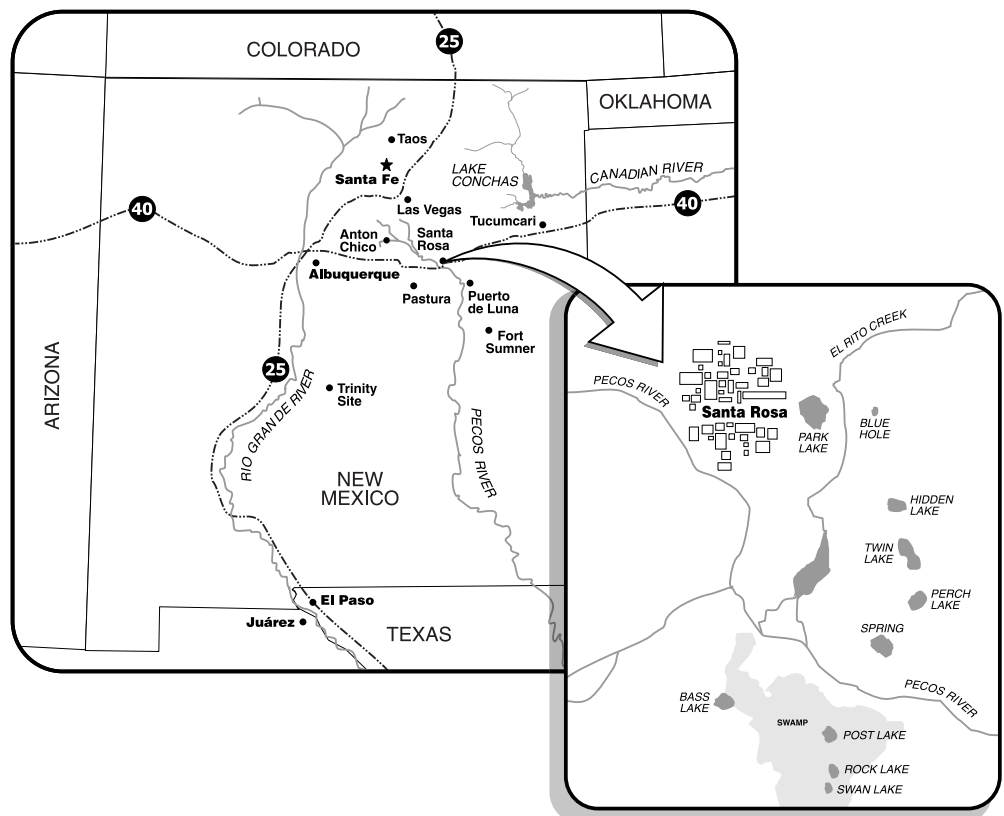 COLORADO
25
OKLAHOMA
Taos
Santa Fe
LAKE
CONCHAS
CANADIAN RIVER
40
40
Las Vegas
Tucumcari
Anton
Chico
Santa
Rosa
Albuquerque
Pastura
Puerto
de Luna
Fort
Sumner
ARIZONA
25
RIO GRANDE RIVER
Trinity
Site
PECOS RIVER
NEW
MEXICO
El Paso
Juárez
TEXAS
EL RITO CREEK
PECOS RIVER
Santa Rosa
PARK
LAKE
BLUE
HOLE
HIDDEN
LAKE
TWIN
LAKE
PERCH
LAKE
SPRING
PECOS RIVER
BASS
LAKE
SWAMP
POST LAKE
ROCK LAKE
SWAN LAKE